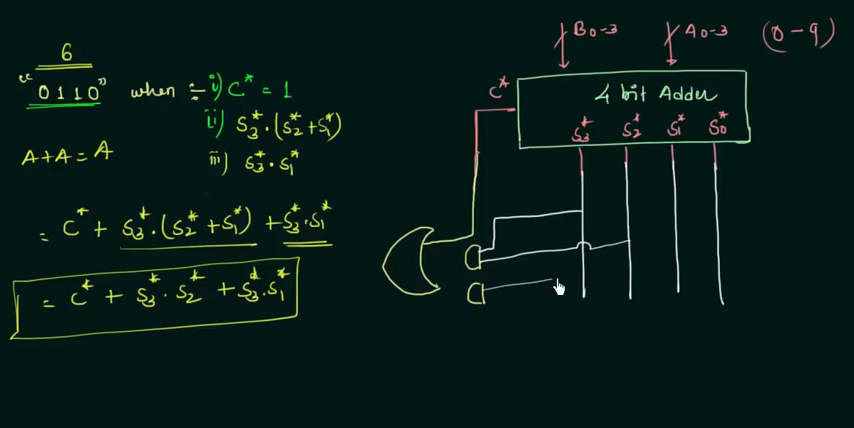 6
"0110" when :- i) C* = 1
ii) S3*·(S2*+S1*)
iii) S3*·S1*
A+A=A
= C* + S3*·(S2*+S1*) + S3*·S1*
= C* + S3*·S2* + S3*·S1*
B0-3 A0-3 (0-9)
C*
4 bit Adder
S3* S2* S1* S0*